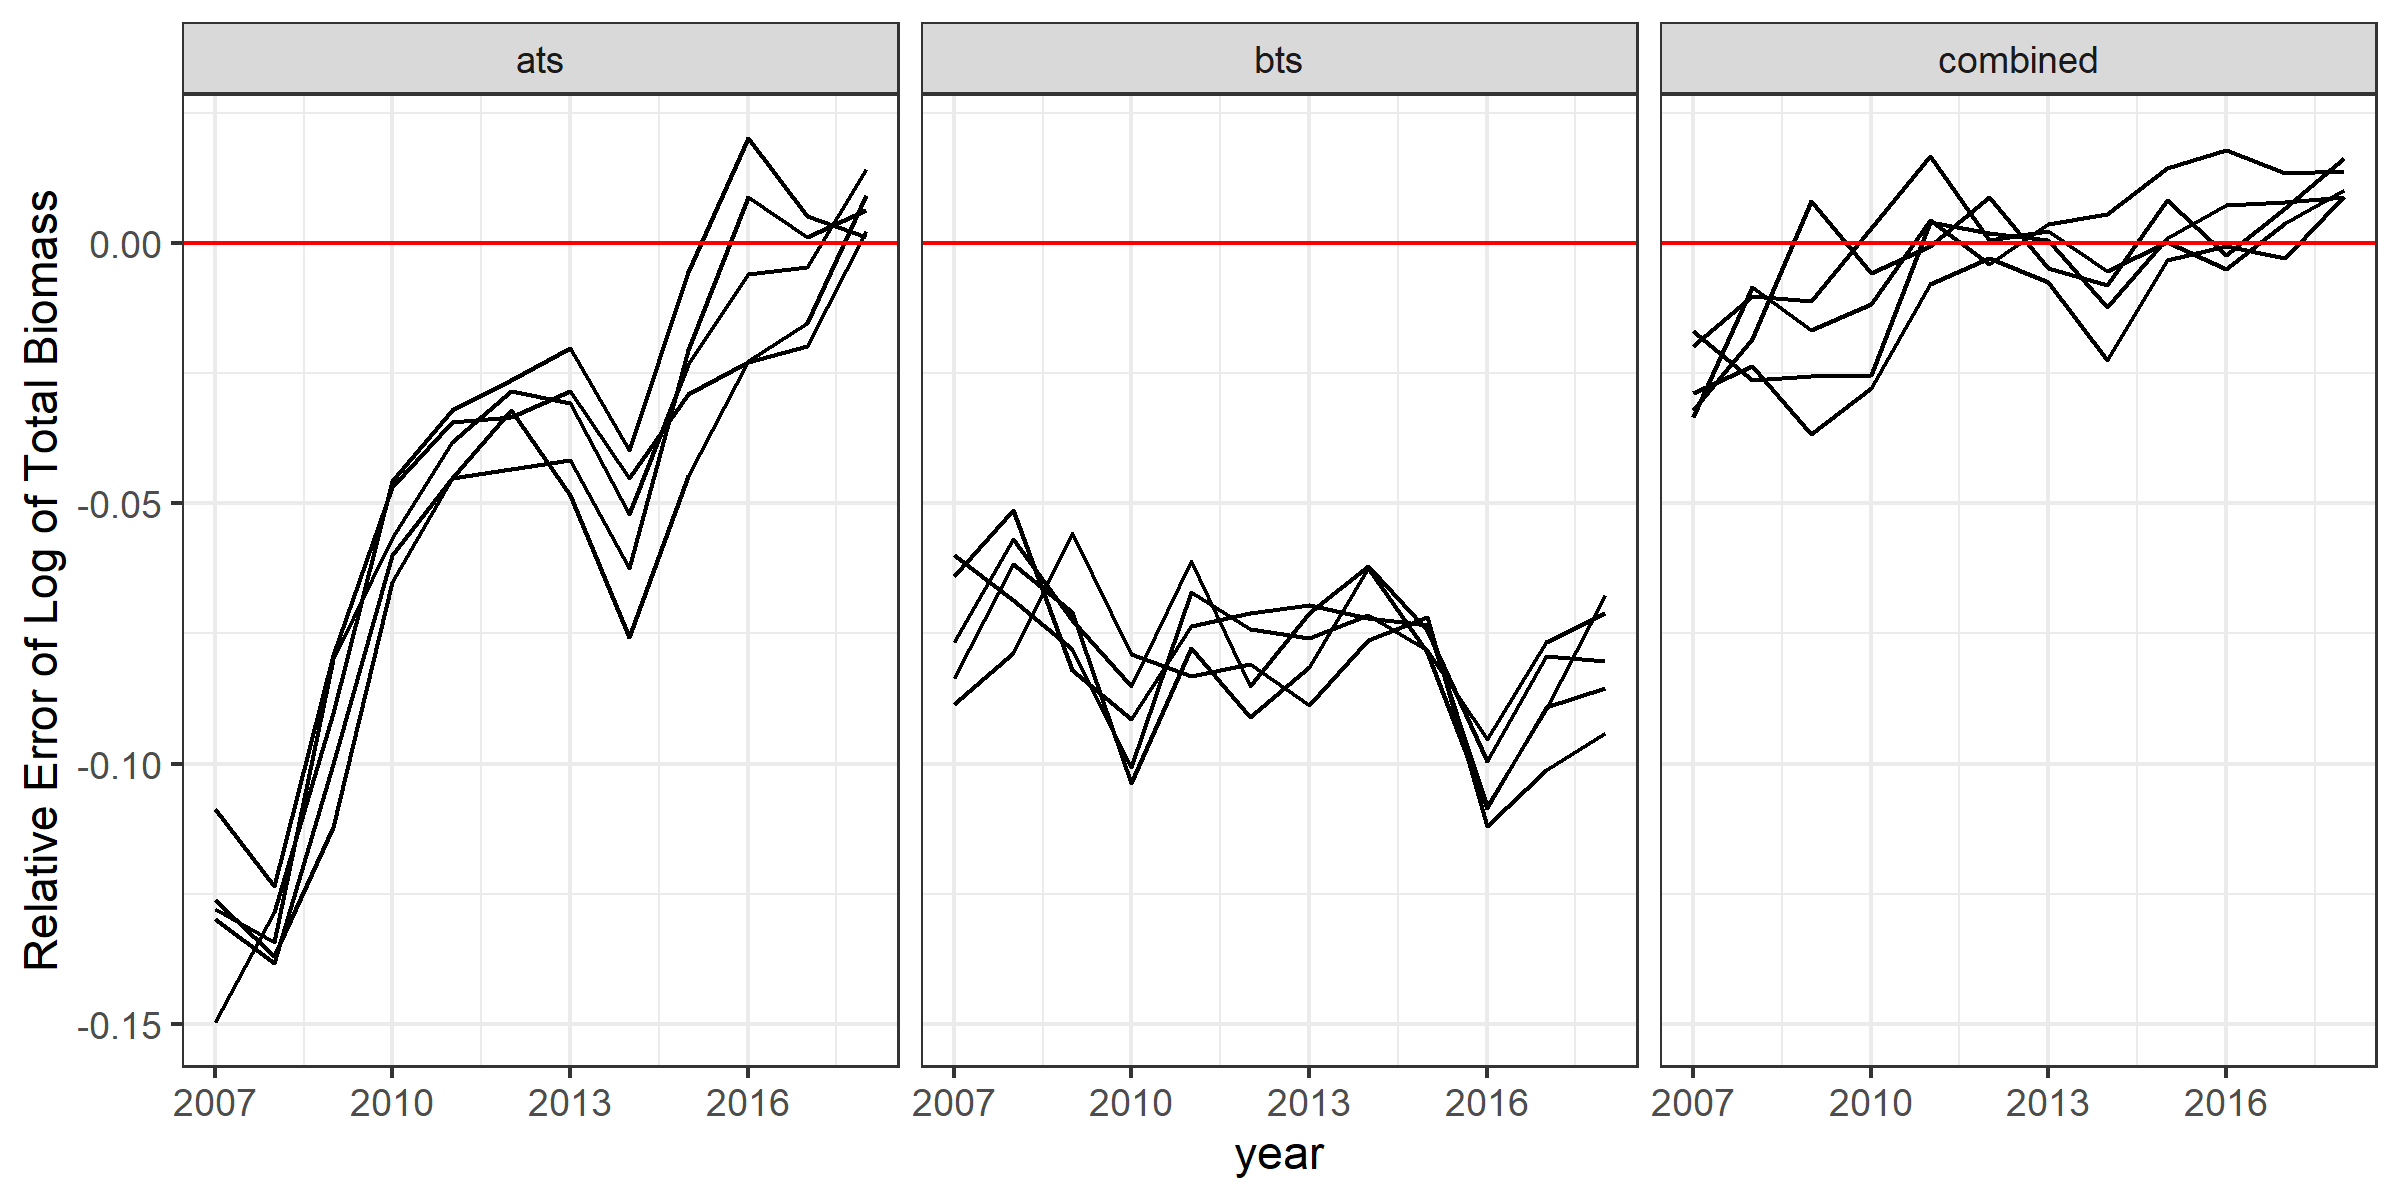 ats bts combined
Relative Error of Log of Total Biomass
0.00
-0.05
-0.10
-0.15
2007 2010 2013 2016 2007 2010 2013 2016 2007 2010 2013 2016
year